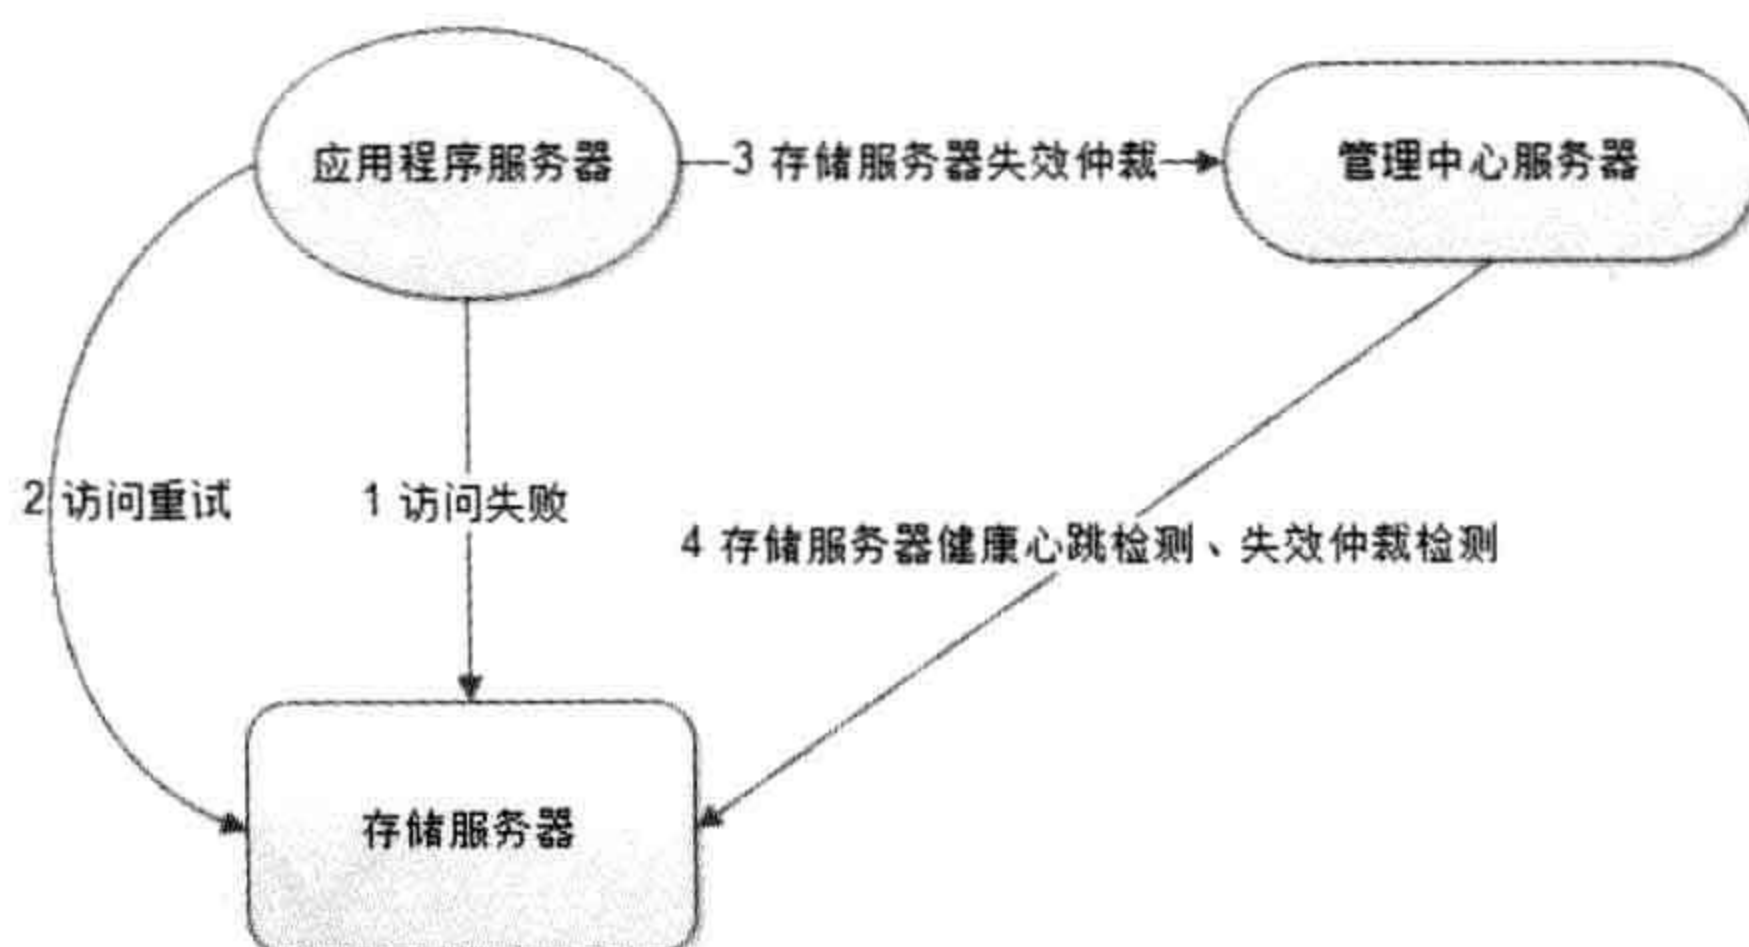 应用程序服务器
3 存储服务器失效仲裁
管理中心服务器
2 访问重试
1 访问失败
4 存储服务器健康心跳检测、失效仲裁检测
存储服务器